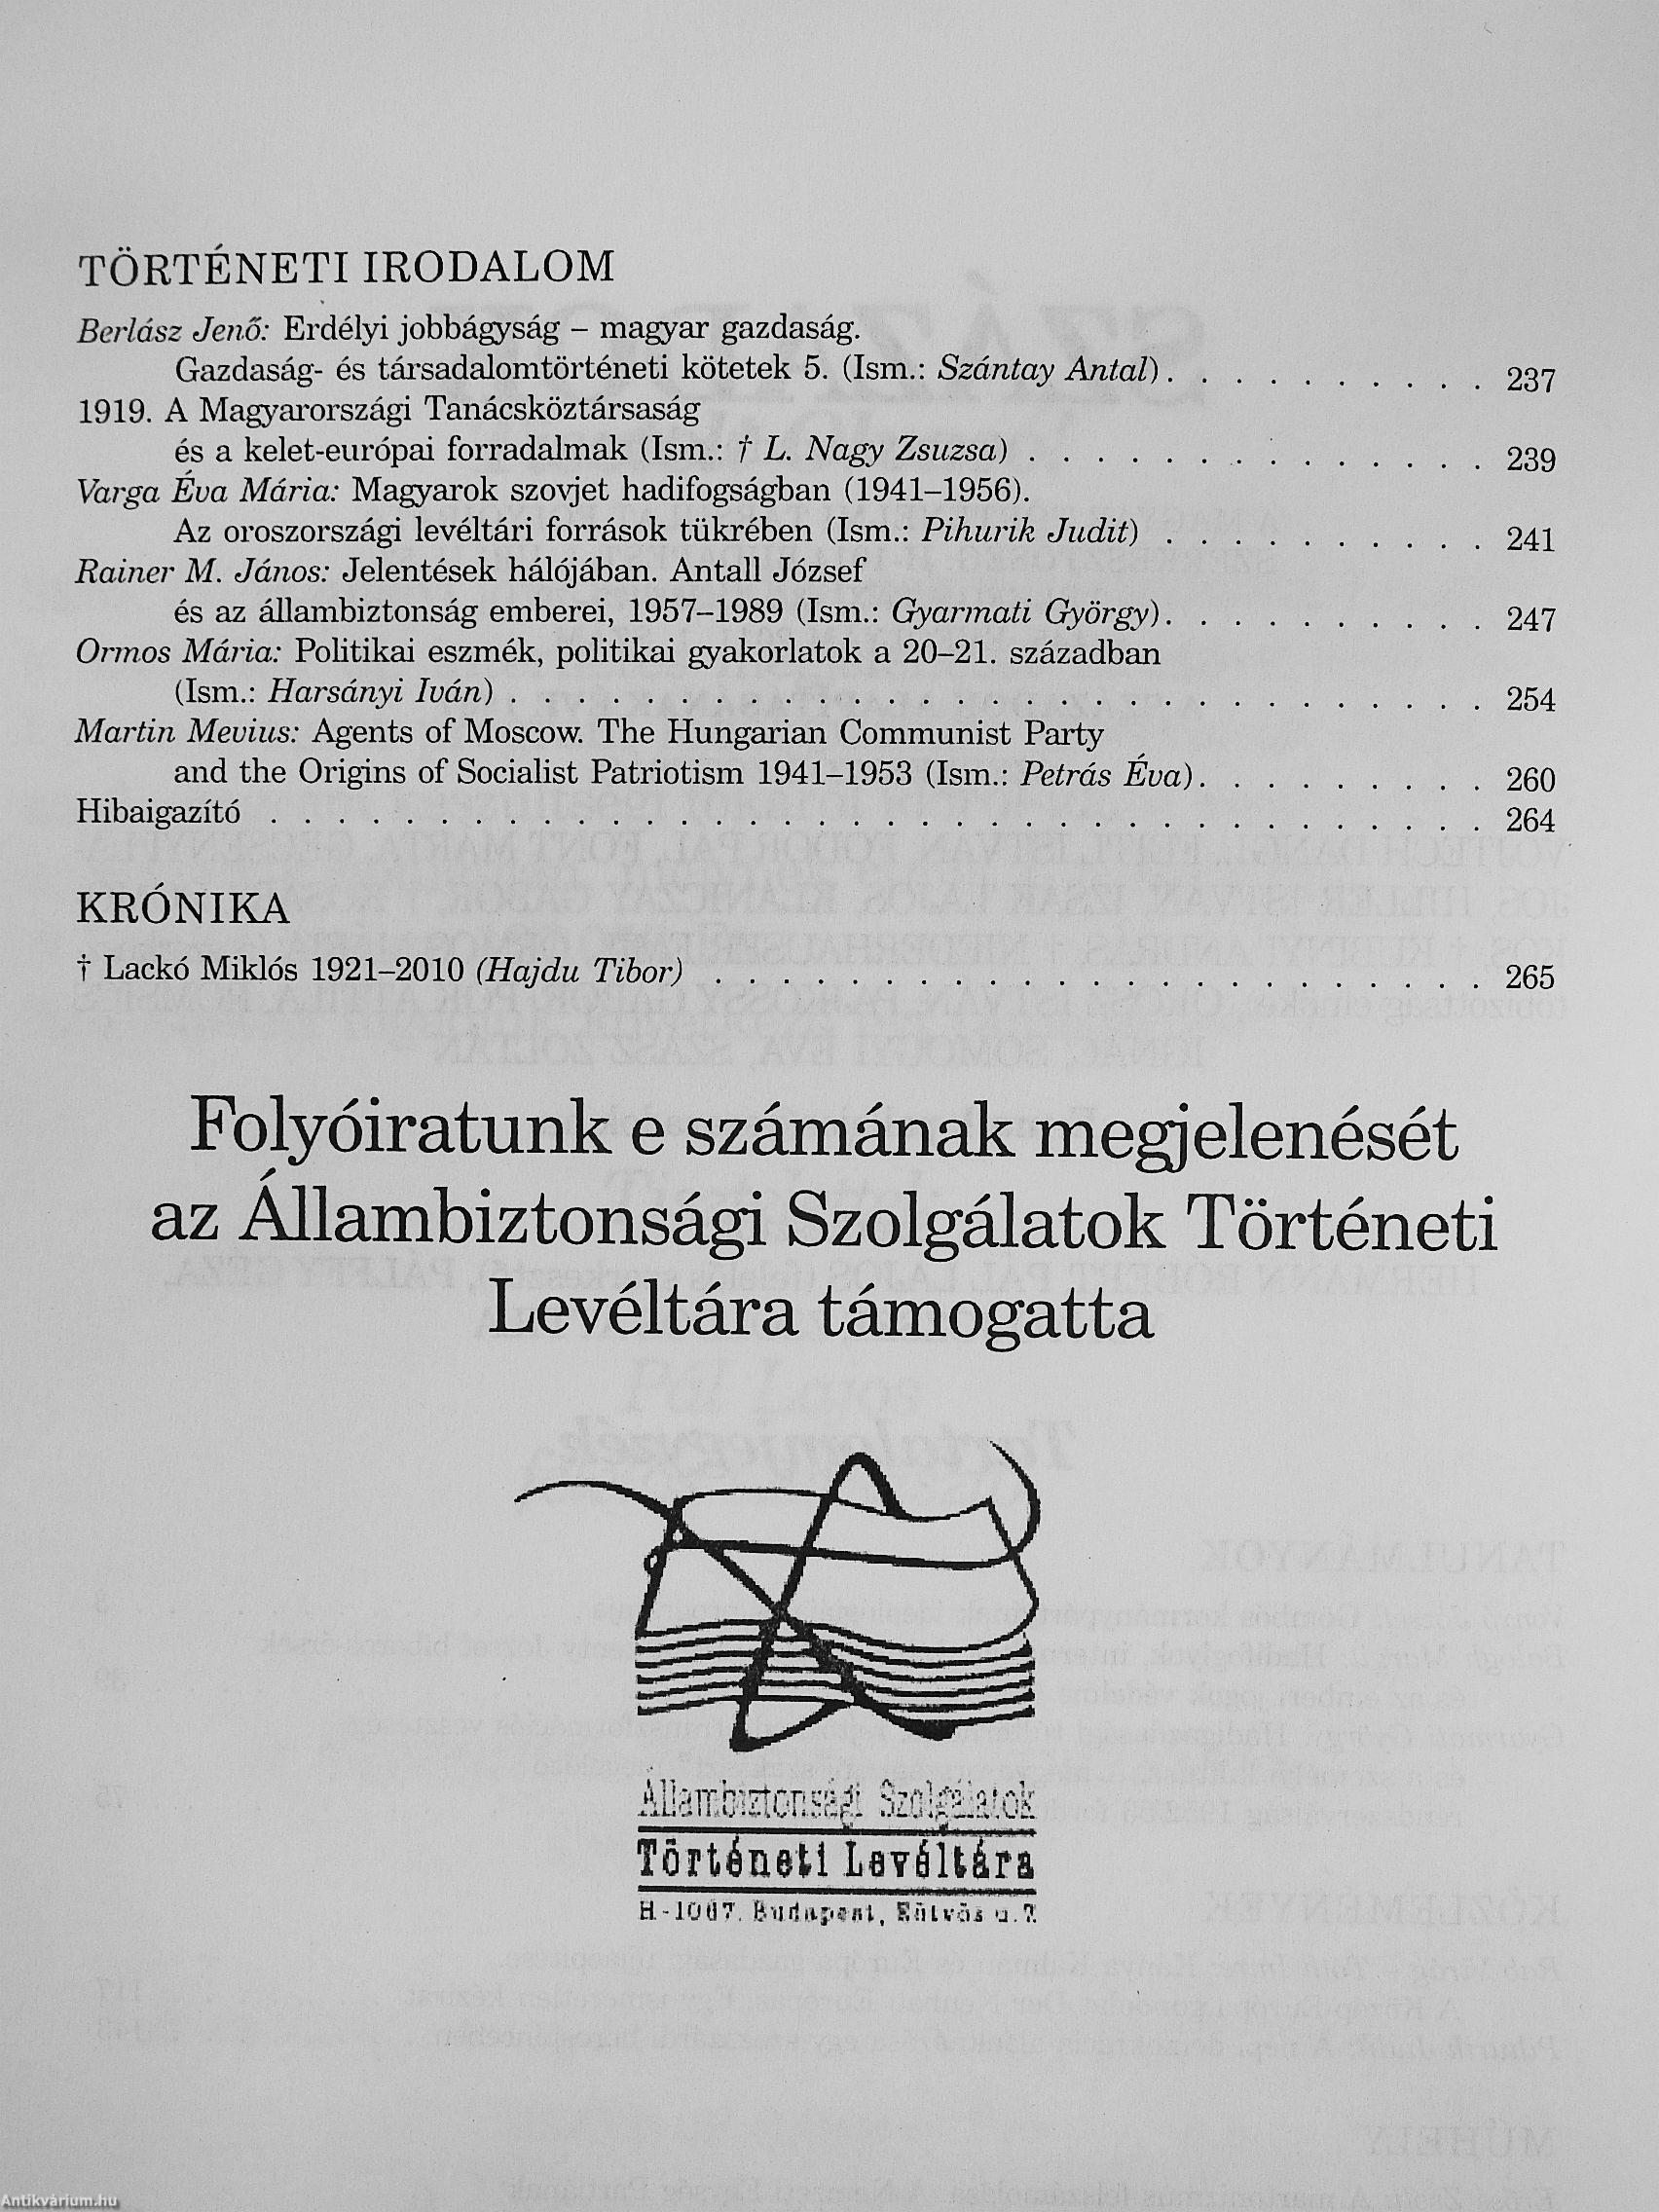 TÖRTÉNETI IRODALOM
Berlász Jenő: Erdélyi jobbágyság – magyar gazdaság.
Gazdaság- és társadalomtörténeti kötetek 5. (Ism.: Szántay Antal) . . . . . . . . . . 237
1919. A Magyarországi Tanácsköztársaság
és a kelet-európai forradalmak (Ism.: † L. Nagy Zsuzsa) . . . . . . . . . . . . . . 239
Varga Éva Mária: Magyarok szovjet hadifogságban (1941–1956).
Az oroszországi levéltári források tükrében (Ism.: Pihurik Judit) . . . . . . . . . . 241
Rainer M. János: Jelentések hálójában. Antall József
és az állambiztonság emberei, 1957–1989 (Ism.: Gyarmati György) . . . . . . . . . . 247
Ormos Mária: Politikai eszmék, politikai gyakorlatok a 20–21. században
(Ism.: Harsányi Iván) . . . . . . . . . . . . . . . . . . . . . . . . . . . . . 254
Martin Mevius: Agents of Moscow. The Hungarian Communist Party
and the Origins of Socialist Patriotism 1941–1953 (Ism.: Petrás Éva) . . . . . . . . . 260
Hibaigazító . . . . . . . . . . . . . . . . . . . . . . . . . . . . . . . . . . . . 264
KRÓNIKA
† Lackó Miklós 1921–2010 (Hajdu Tibor) . . . . . . . . . . . . . . . . . . . . . . . 265
Folyóiratunk e számának megjelenését
az Állambiztonsági Szolgálatok Történeti
Levéltára támogatta
Állambiztonsági Szolgálatok
Történeti Levéltára
H-1067. Budapest, Eötvös u. 7
Antikvárium.hu